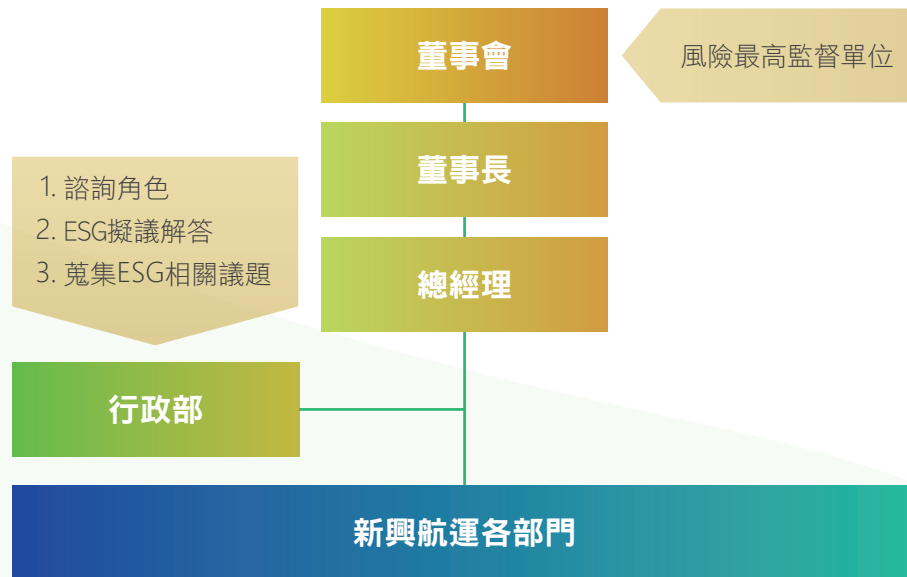 董事會
風險最高監督單位
董事長
1. 諮詢角色
2. ESG擬議解答
3. 蒐集ESG相關議題
總經理
行政部
新興航運各部門